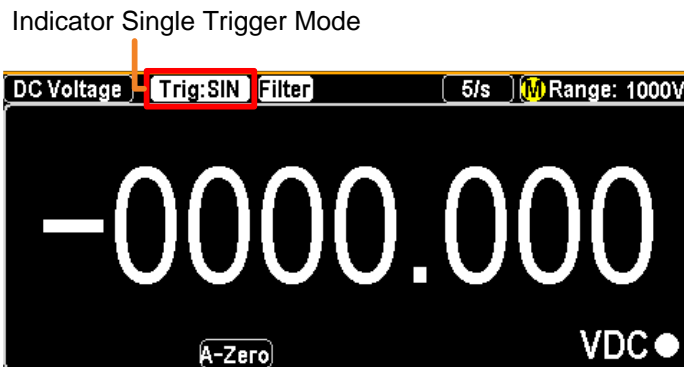 Indicator Single Trigger Mode
DC Voltage Trig:SIN Filter 5/s M Range: 1000V
-0000.000
A-Zero VDC